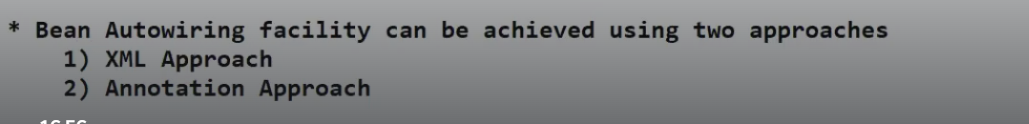 * Bean Autowiring facility can be achieved using two approaches
1) XML Approach
2) Annotation Approach